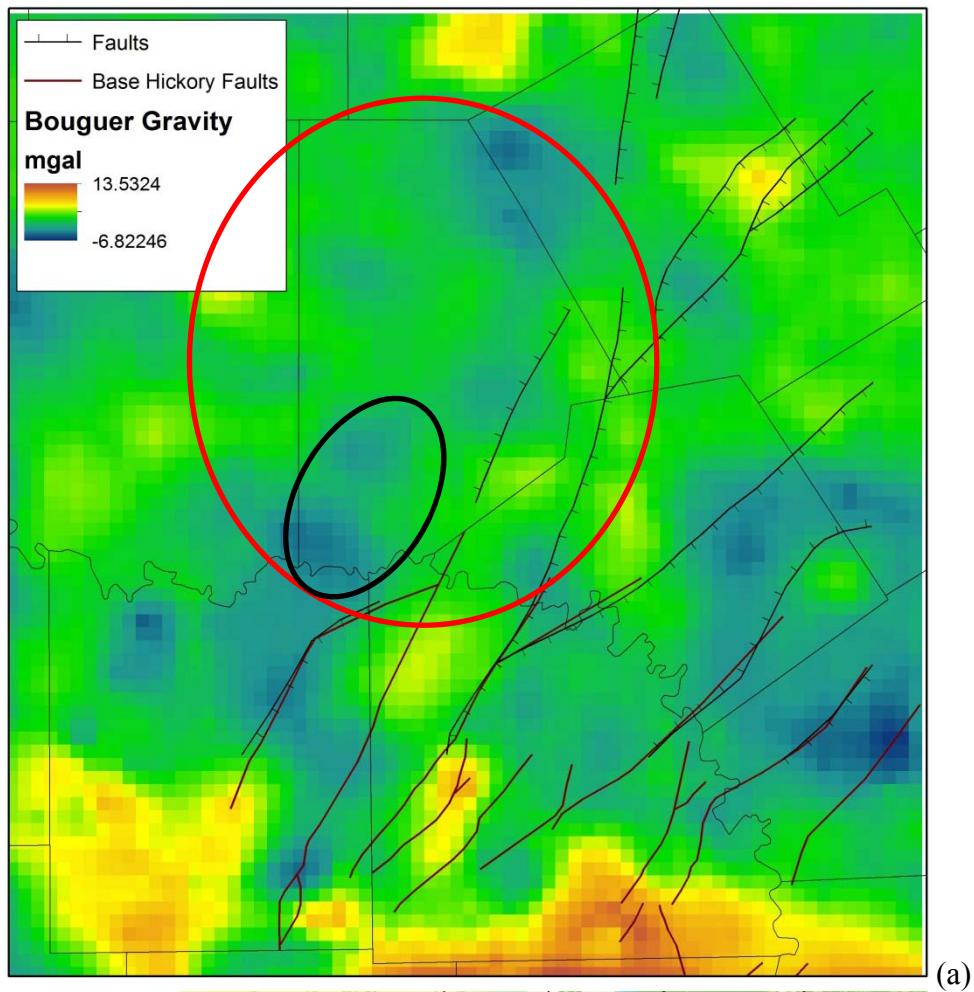 Faults
Base Hickory Faults
Bouguer Gravity
mgal
13.5324
-6.82246
(a)